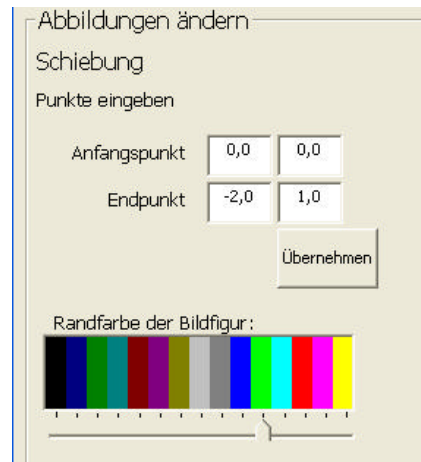 Abbildungen ändern
Schiebung
Punkte eingeben
Anfangspunkt 0,0 0,0
Endpunkt -2,0 1,0
Übernehmen
Randfarbe der Bildfigur: